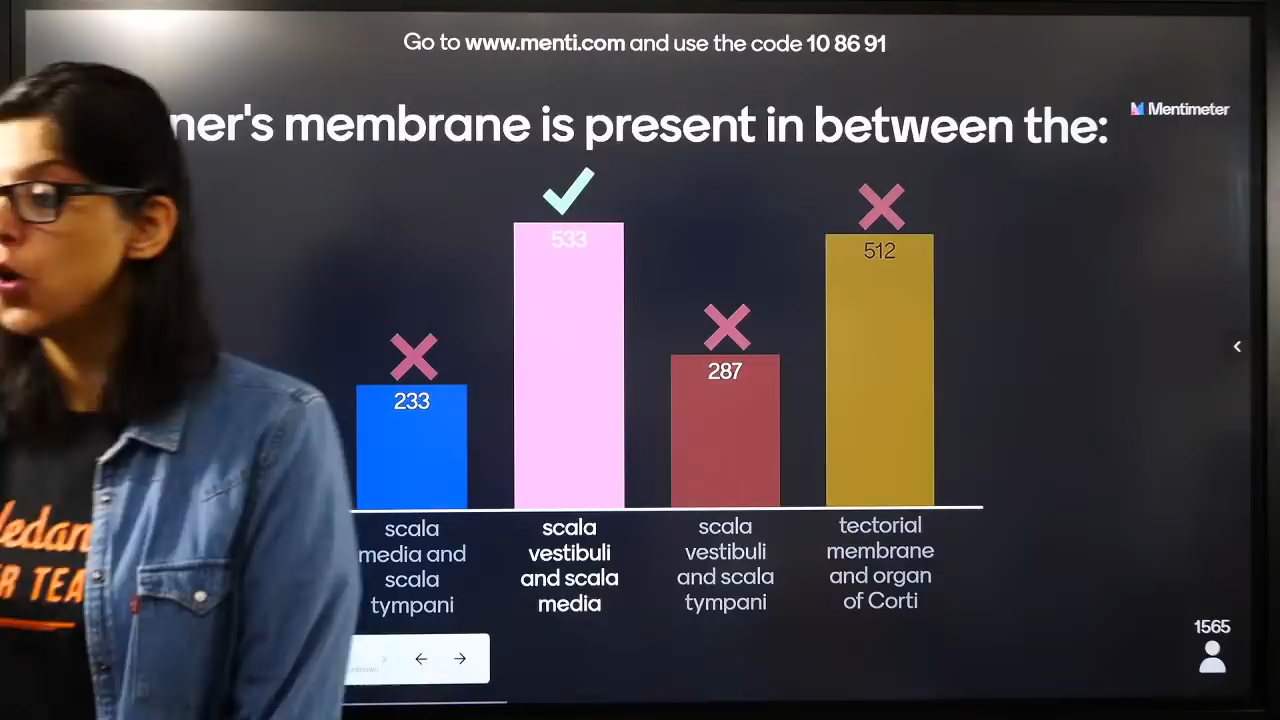 Go to www.menti.com and use the code 10 86 91
ner's membrane is present in between the:
Mentimeter
533
512
287
233
scala
media and
scala
tympani
scala
vestibuli
and scala
media
scala
vestibuli
and scala
tympani
tectorial
membrane
and organ
of Corti
1565